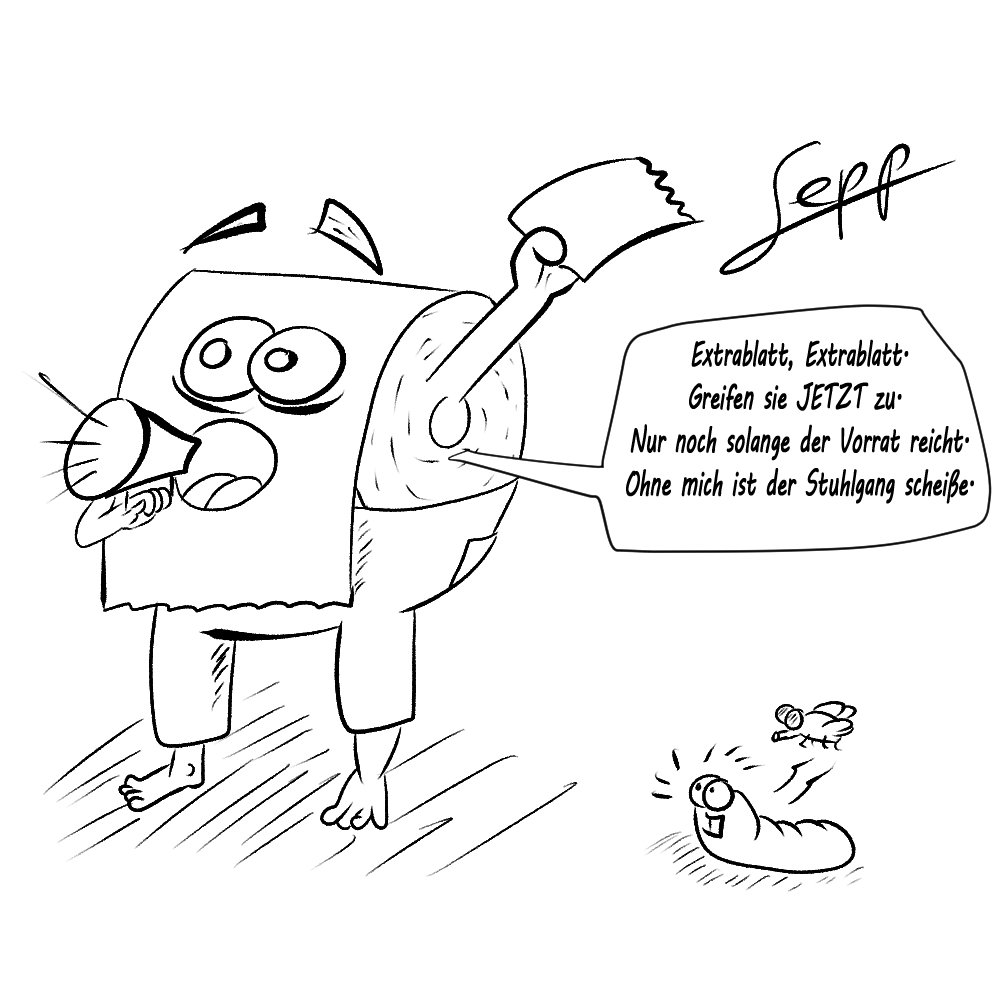 Sepp
Extrablatt, Extrablatt.
Greifen sie JETZT zu.
Nur noch solange der Vorrat reicht.
Ohne mich ist der Stuhlgang scheiße.